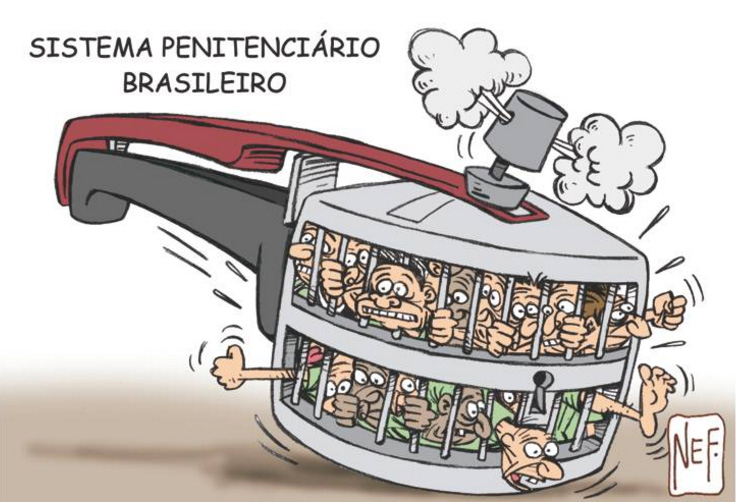 SISTEMA PENITENCIÁRIO
BRASILEIRO
NEF.